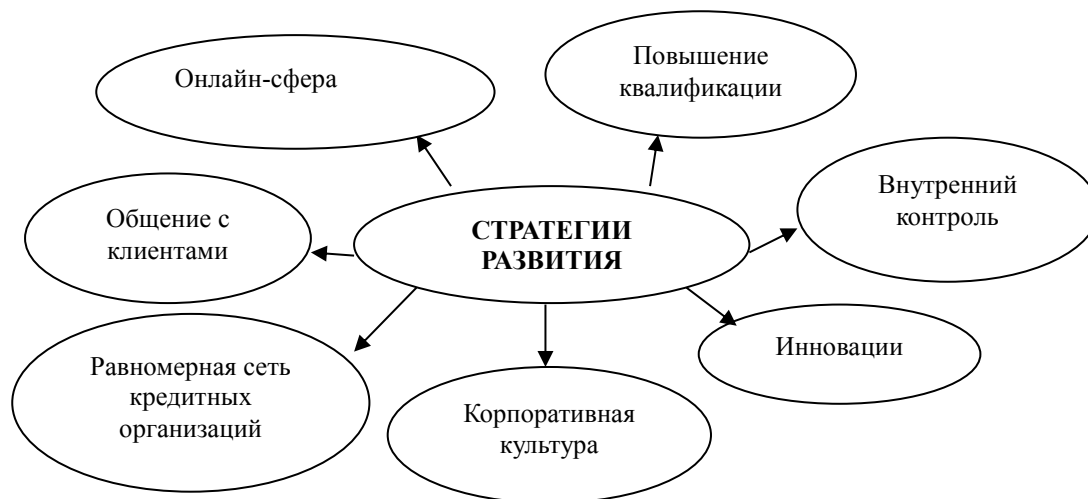 Онлайн-сфера
Повышение
квалификации
Внутренний
контроль
Общение с
клиентами
СТРАТЕГИИ
РАЗВИТИЯ
Инновации
Равномерная сеть
кредитных
организаций
Корпоративная
культура